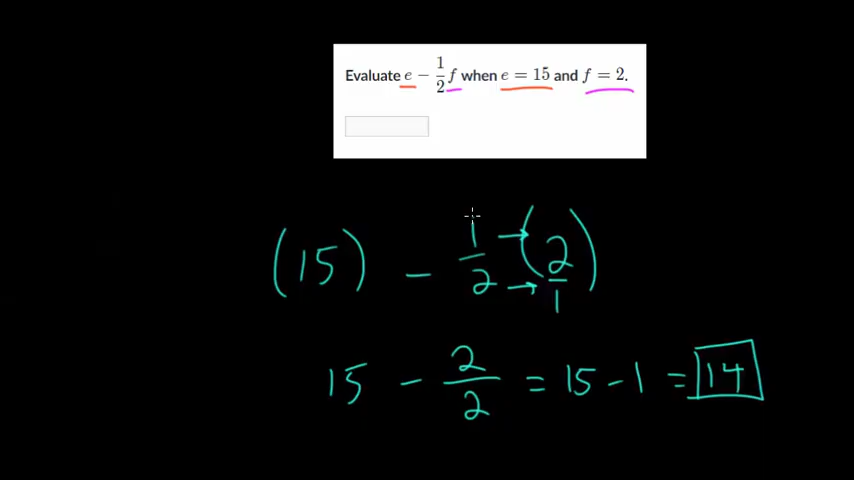 Evaluate e − 1/2 f when e = 15 and f = 2.
(15) − 1/2 → (2/1)
15 − 2/2 = 15 − 1 = 14